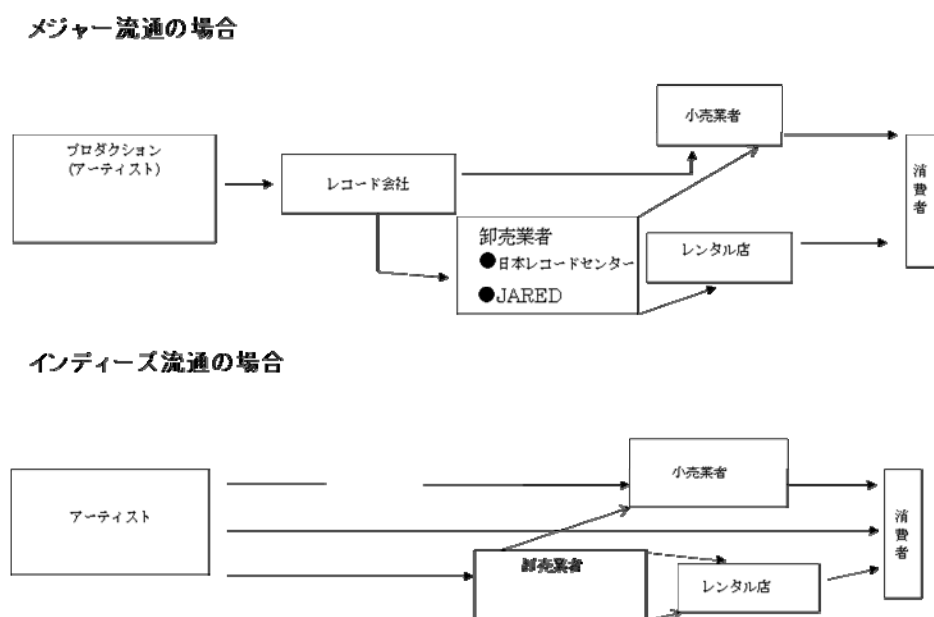 メジャー流通の場合
小売業者
プロダクション
(アーティスト)
レコード会社
消費者
卸売業者
●日本レコードセンター
●JARED
レンタル店
インディーズ流通の場合
小売業者
アーティスト
消費者
卸売業者
レンタル店